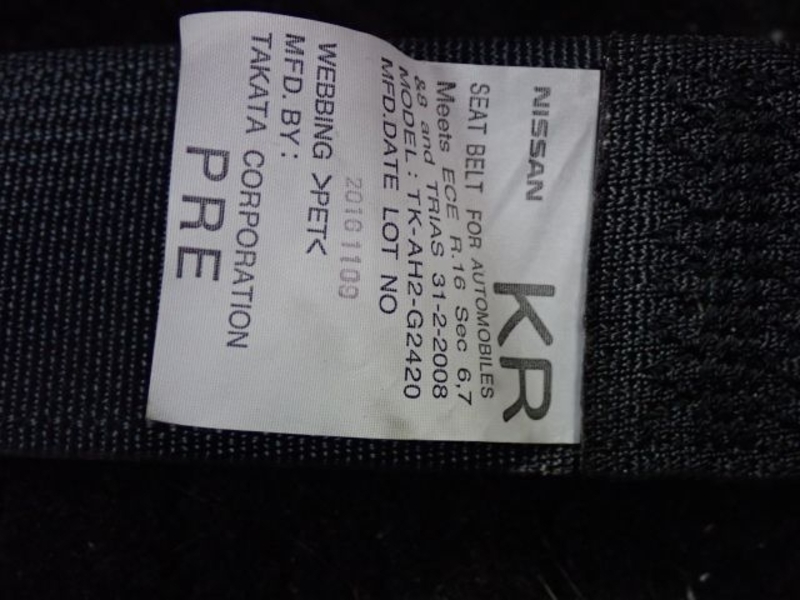 NISSAN KR
SEAT BELT FOR AUTOMOBILES
Meets ECE R.16 Sec 6,7
&8 and TRIAS 31-2-2008
MODEL : TK-AH2-G2420
MFD.DATE LOT NO
20161109
WEBBING >PET<
MFD. BY :
TAKATA CORPORATION
PRE